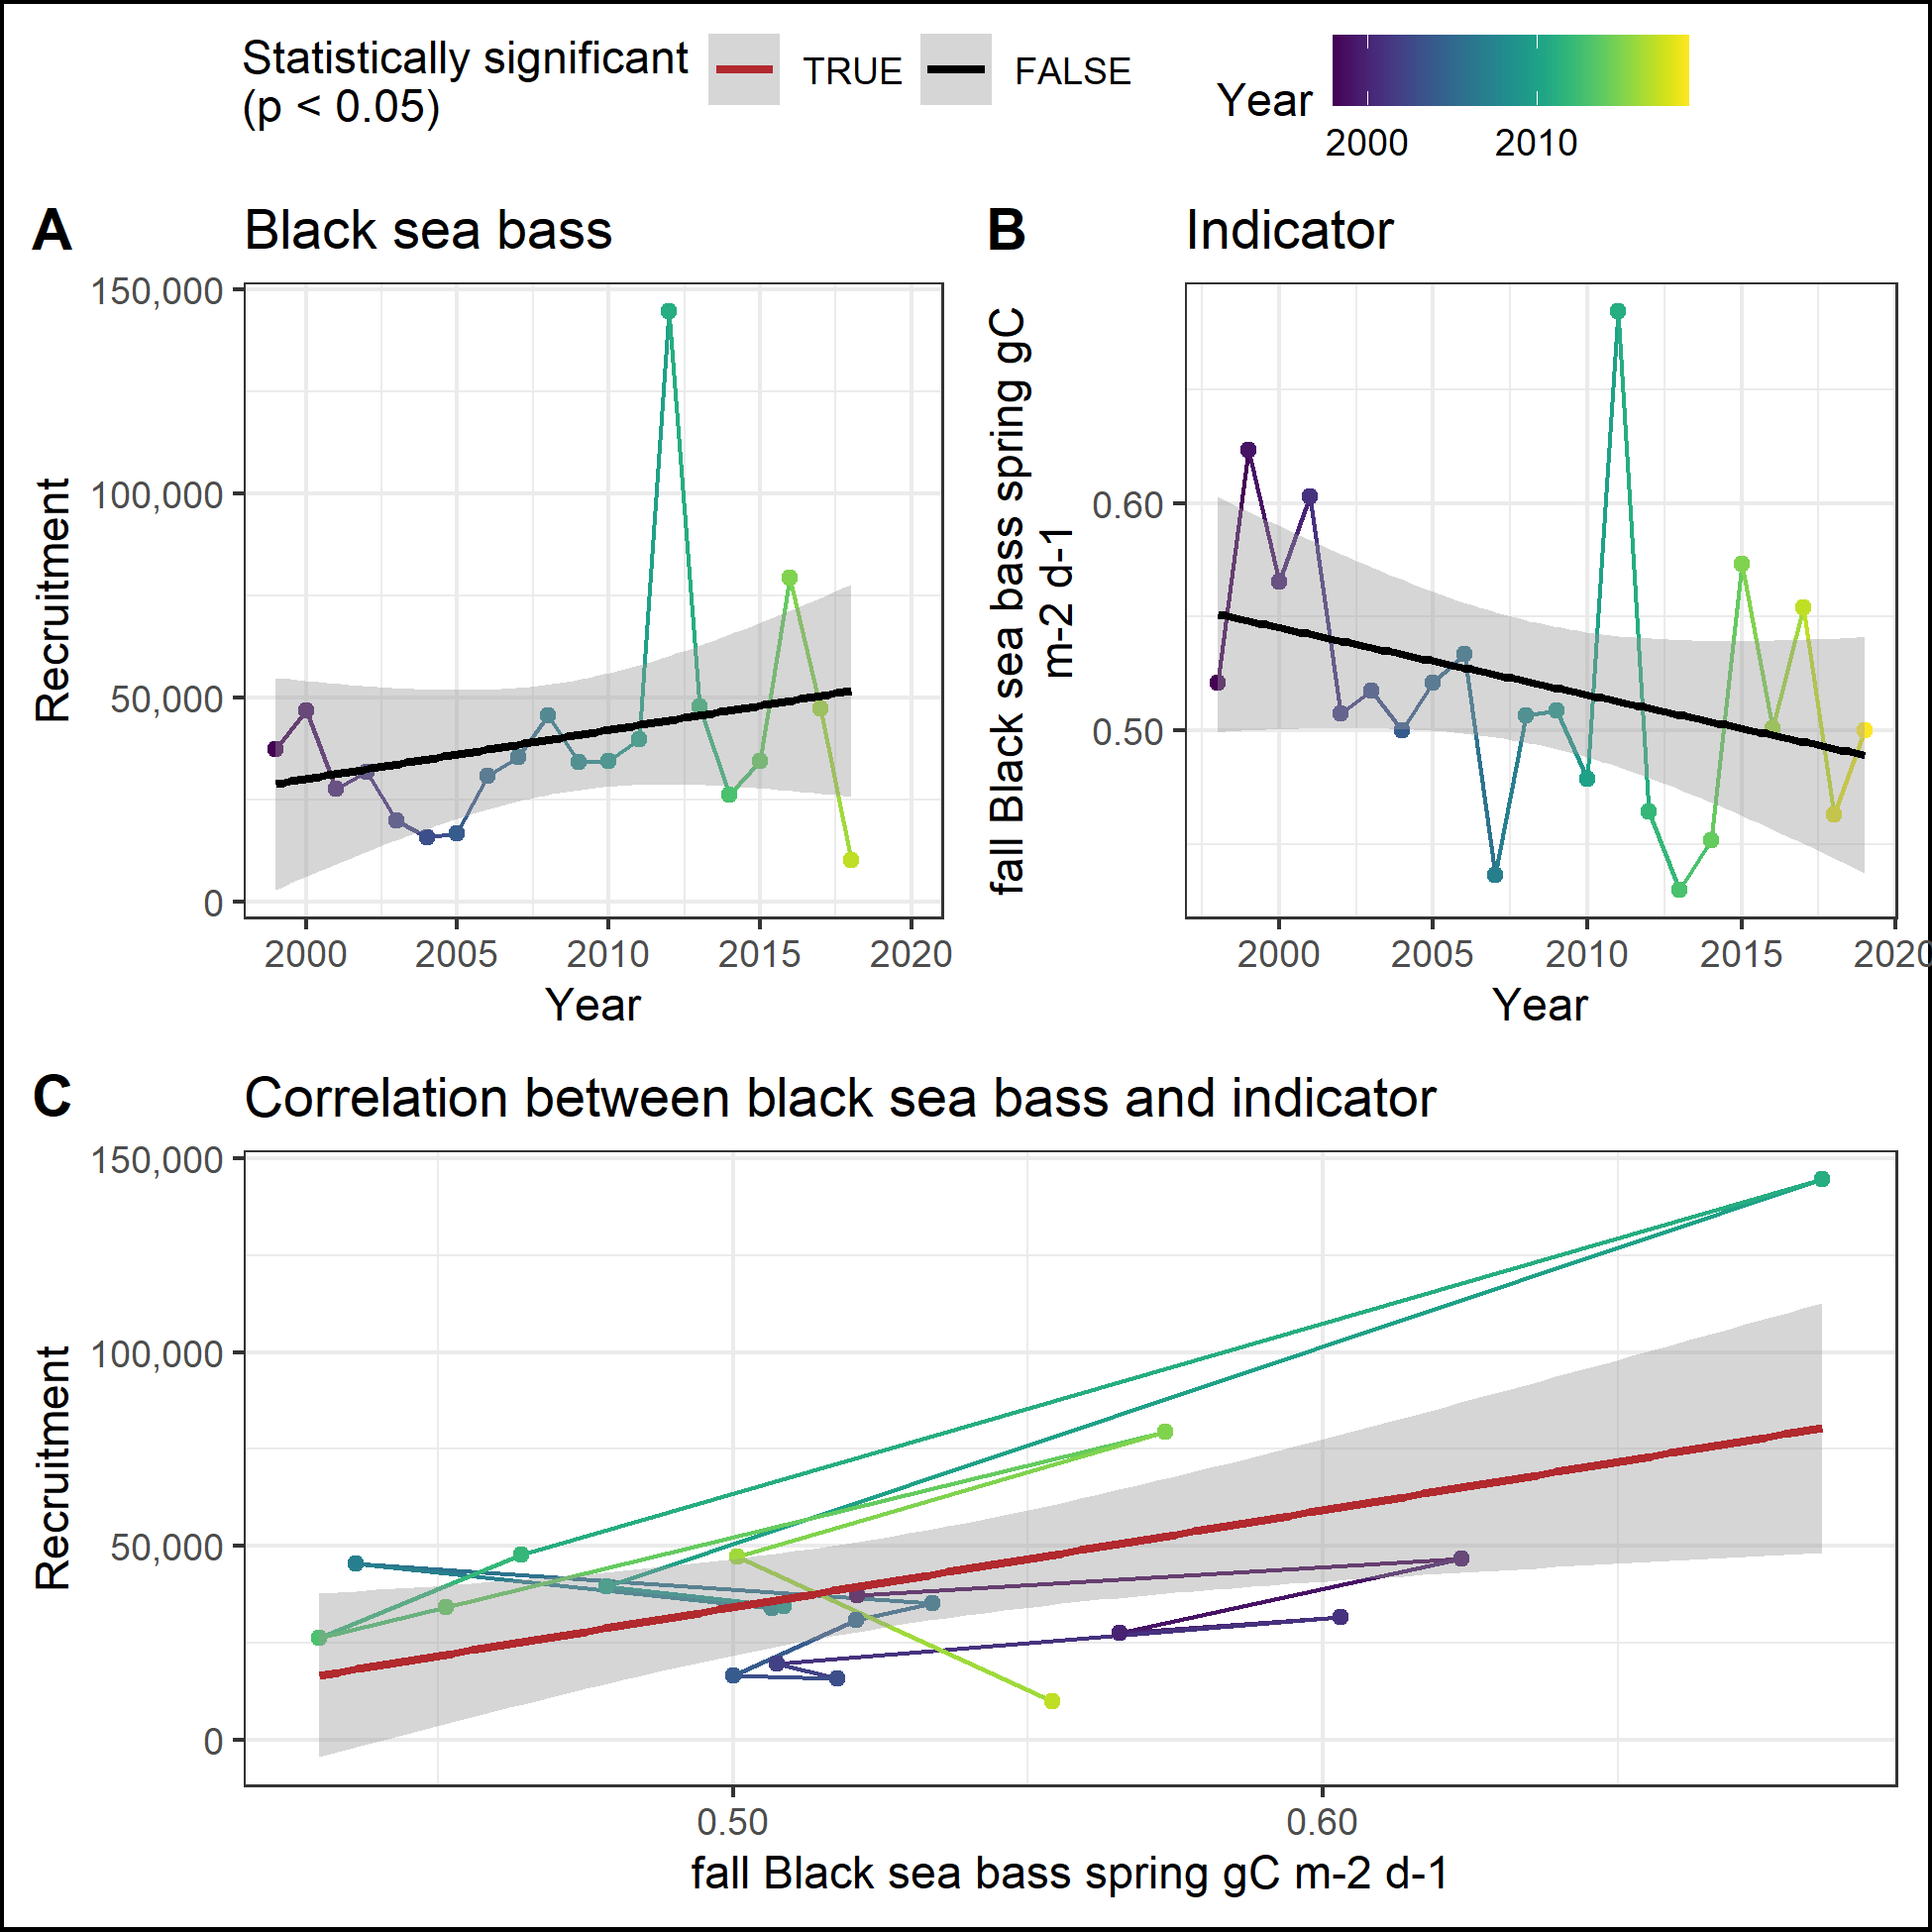 Statistically significant
(p < 0.05)
TRUE
FALSE
Year
2000
2010
A
Black sea bass
Recruitment
150,000
100,000
50,000
0
2000
2005
2010
2015
2020
Year
B
Indicator
fall Black sea bass spring gC
m-2 d-1
0.60
0.50
2000
2005
2010
2015
2020
Year
C
Correlation between black sea bass and indicator
Recruitment
150,000
100,000
50,000
0
0.50
0.60
fall Black sea bass spring gC m-2 d-1